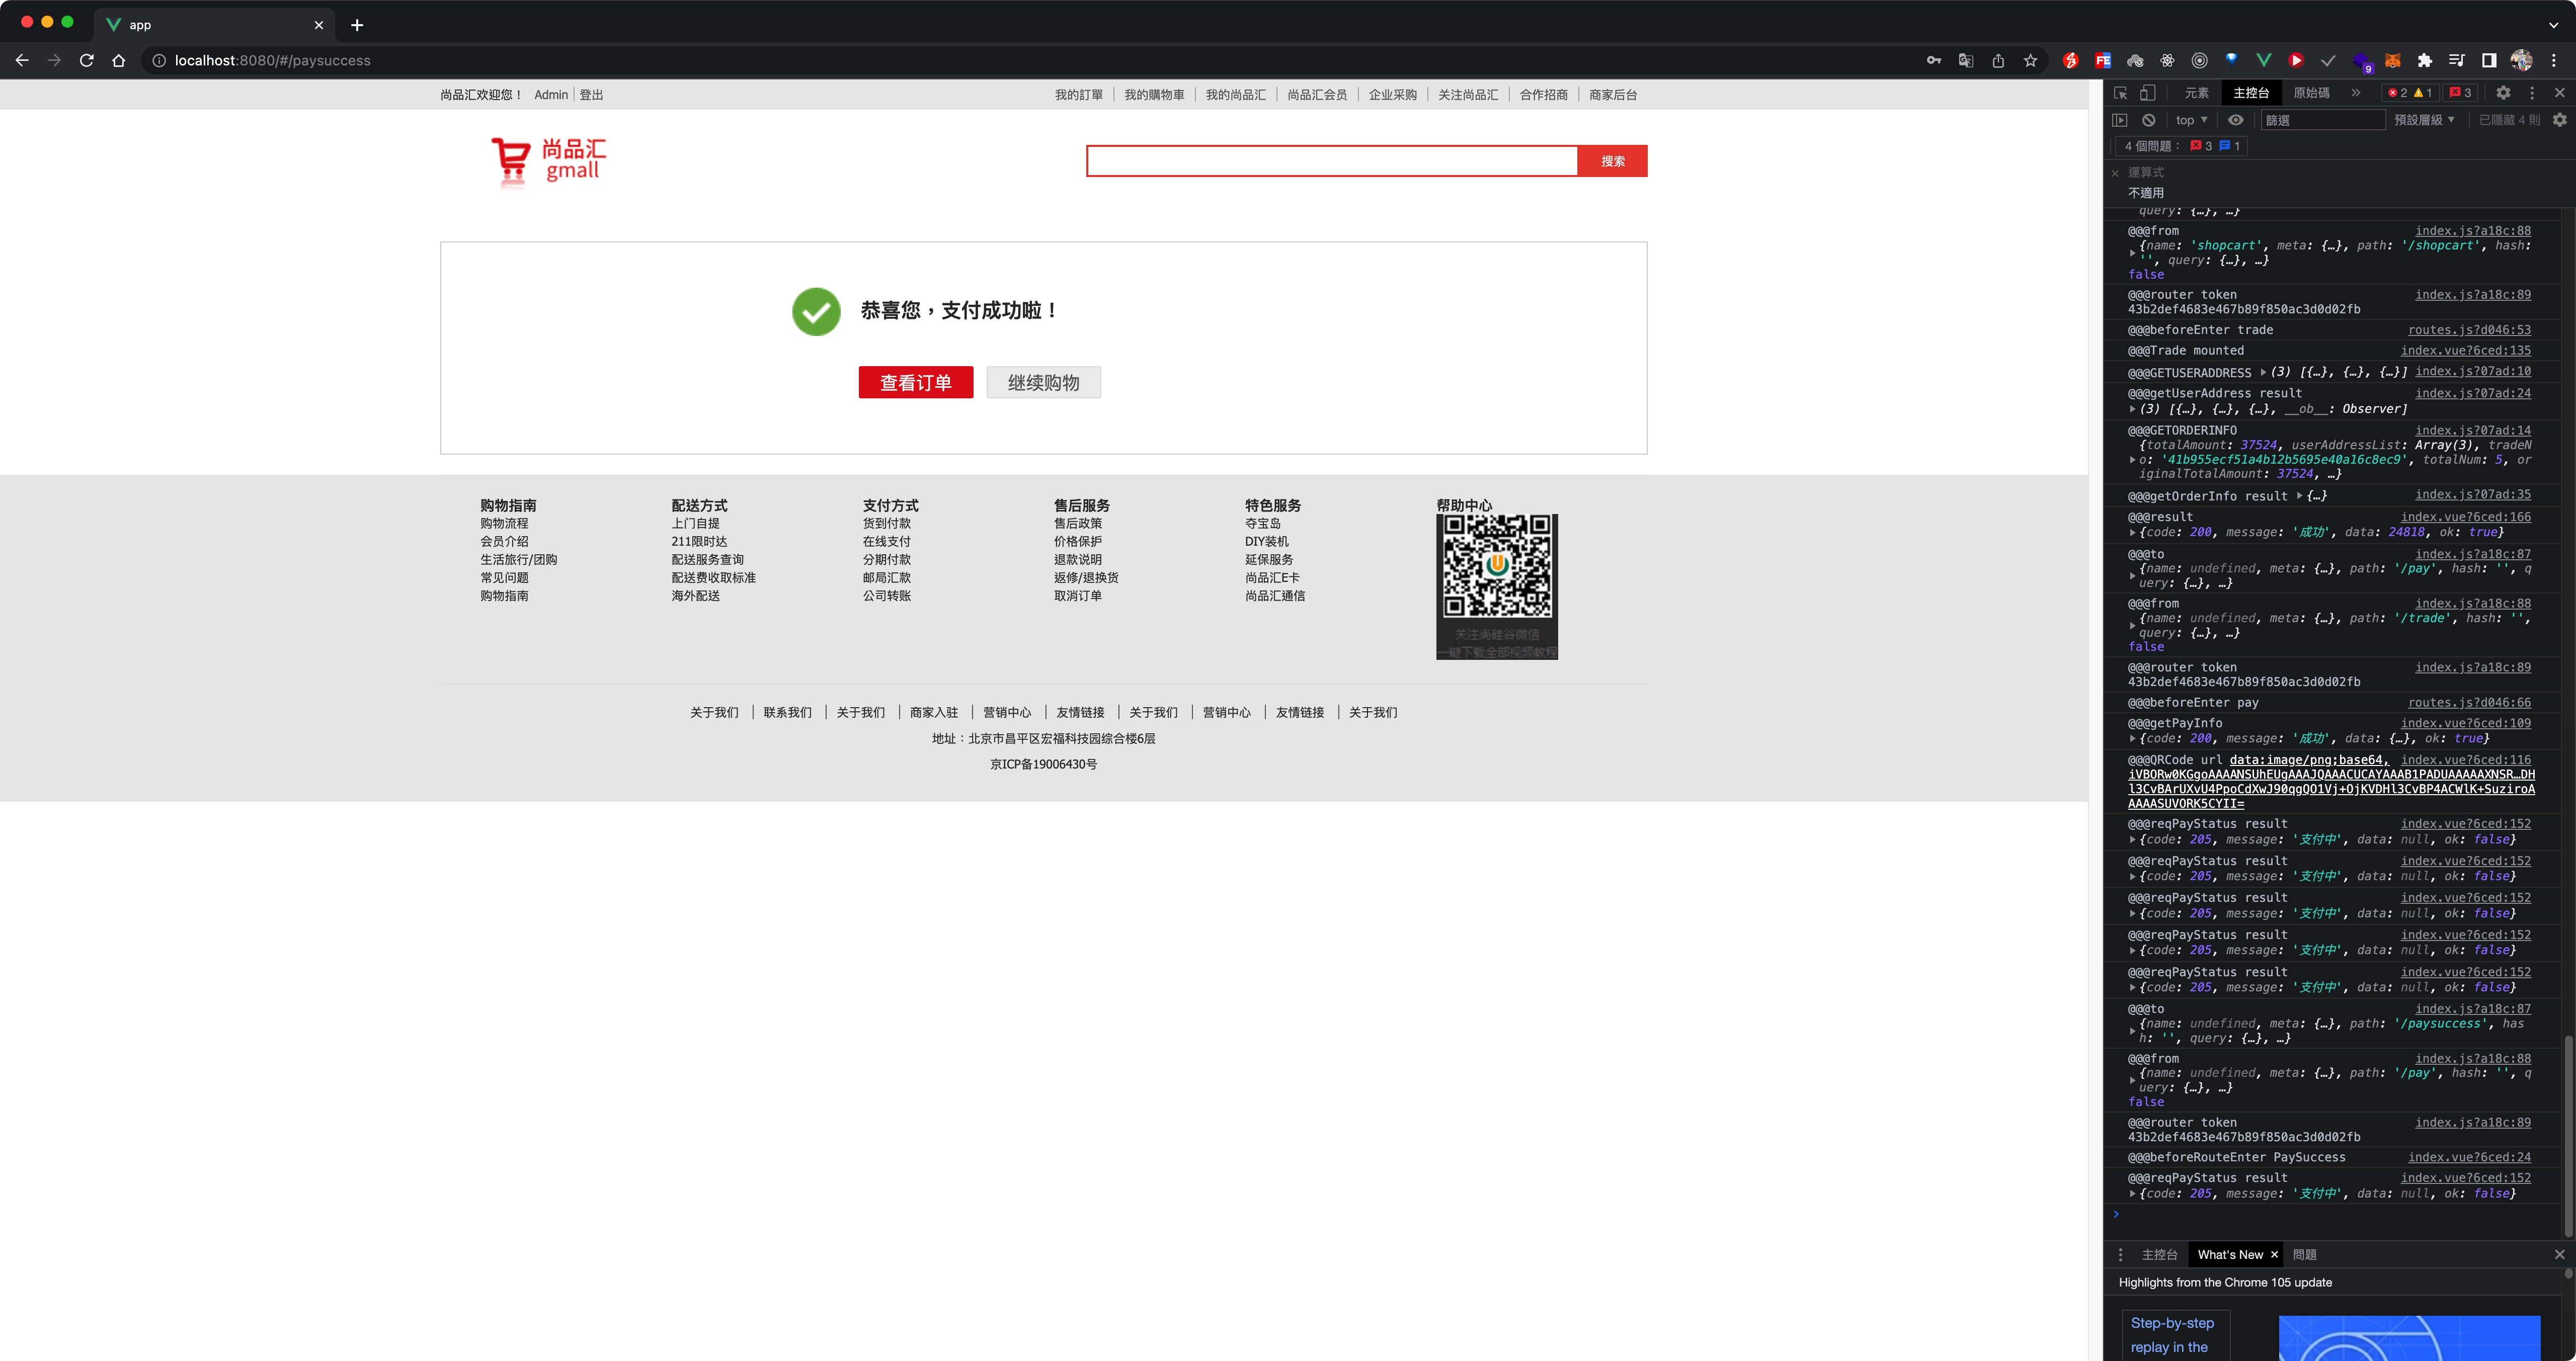 app
localhost:8080/#/paysuccess
9
尚品汇欢迎您！ Admin 登出
我的訂單 我的購物車 我的尚品汇 尚品汇会员 企业采购 关注尚品汇 合作招商 商家后台
尚品汇
gmall
搜索
恭喜您，支付成功啦！
查看订单 继续购物
购物指南
购物流程
会员介绍
生活旅行/团购
常见问题
购物指南
配送方式
上门自提
211限时达
配送服务查询
配送费收取标准
海外配送
支付方式
货到付款
在线支付
分期付款
邮局汇款
公司转账
售后服务
售后政策
价格保护
退款说明
返修/退换货
取消订单
特色服务
夺宝岛
DIY装机
延保服务
尚品汇E卡
尚品汇通信
帮助中心
关注尚硅谷微信
一键下载全部视频教程
关于我们 联系我们 关于我们 商家入驻 营销中心 友情链接 关于我们 营销中心 友情链接 关于我们
地址：北京市昌平区宏福科技园综合楼6层
京ICP备19006430号
元素 主控台 原始碼 2 1 3
top 篩選 預設層級 已隱藏 4 則
4 個問題： 3 1
運算式
不適用
query: {…}, …}
@@@from index.js?a18c:88
{name: 'shopcart', meta: {…}, path: '/shopcart', hash:
'', query: {…}, …}
false
@@@router token index.js?a18c:89
43b2def4683e467b89f850ac3d0d02fb
@@@beforeEnter trade routes.js?d046:53
@@@Trade mounted index.vue?6ced:135
@@@GETUSERADDRESS (3) [{…}, {…}, {…}] index.js?07ad:10
@@@getUserAddress result index.js?07ad:24
(3) [{…}, {…}, {…}, __ob__: Observer]
@@@GETORDERINFO index.js?07ad:14
{totalAmount: 37524, userAddressList: Array(3), tradeN
o: '41b955ecf51a4b12b5695e40a16c8ec9', totalNum: 5, or
iginalTotalAmount: 37524, …}
@@@getOrderInfo result {…} index.js?07ad:35
@@@result index.vue?6ced:166
{code: 200, message: '成功', data: 24818, ok: true}
@@@to index.js?a18c:87
{name: undefined, meta: {…}, path: '/pay', hash: '', q
uery: {…}, …}
@@@from index.js?a18c:88
{name: undefined, meta: {…}, path: '/trade', hash: '',
query: {…}, …}
false
@@@router token index.js?a18c:89
43b2def4683e467b89f850ac3d0d02fb
@@@beforeEnter pay routes.js?d046:66
@@@getPayInfo index.vue?6ced:109
{code: 200, message: '成功', data: {…}, ok: true}
@@@QRCode url data:image/png;base64, index.vue?6ced:116
iVBORw0KGgoAAAANSUhEUgAAAJQAAACUCAYAAAB1PADUAAAAAXNSR…DH
l3CvBArUXvU4PpoCdXwJ90qgQO1Vj+OjKVDHl3CvBP4ACWlK+SuziroA
AAAASUVORK5CYII=
@@@reqPayStatus result index.vue?6ced:152
{code: 205, message: '支付中', data: null, ok: false}
@@@reqPayStatus result index.vue?6ced:152
{code: 205, message: '支付中', data: null, ok: false}
@@@reqPayStatus result index.vue?6ced:152
{code: 205, message: '支付中', data: null, ok: false}
@@@reqPayStatus result index.vue?6ced:152
{code: 205, message: '支付中', data: null, ok: false}
@@@reqPayStatus result index.vue?6ced:152
{code: 205, message: '支付中', data: null, ok: false}
@@@to index.js?a18c:87
{name: undefined, meta: {…}, path: '/paysuccess', has
h: '', query: {…}, …}
@@@from index.js?a18c:88
{name: undefined, meta: {…}, path: '/pay', hash: '', q
uery: {…}, …}
false
@@@router token index.js?a18c:89
43b2def4683e467b89f850ac3d0d02fb
@@@beforeRouteEnter PaySuccess index.vue?6ced:24
@@@reqPayStatus result index.vue?6ced:152
{code: 205, message: '支付中', data: null, ok: false}
主控台 What's New 問題
Highlights from the Chrome 105 update
Step-by-step
replay in the